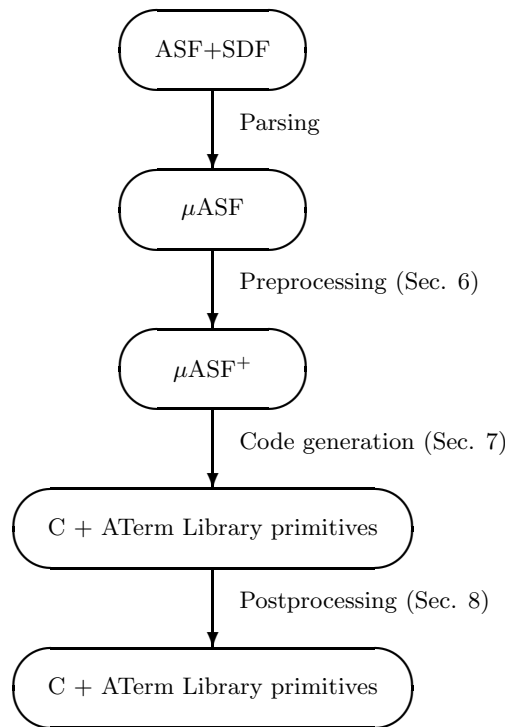 ASF+SDF
Parsing
μASF
Preprocessing (Sec. 6)
μASF⁺
Code generation (Sec. 7)
C + ATerm Library primitives
Postprocessing (Sec. 8)
C + ATerm Library primitives